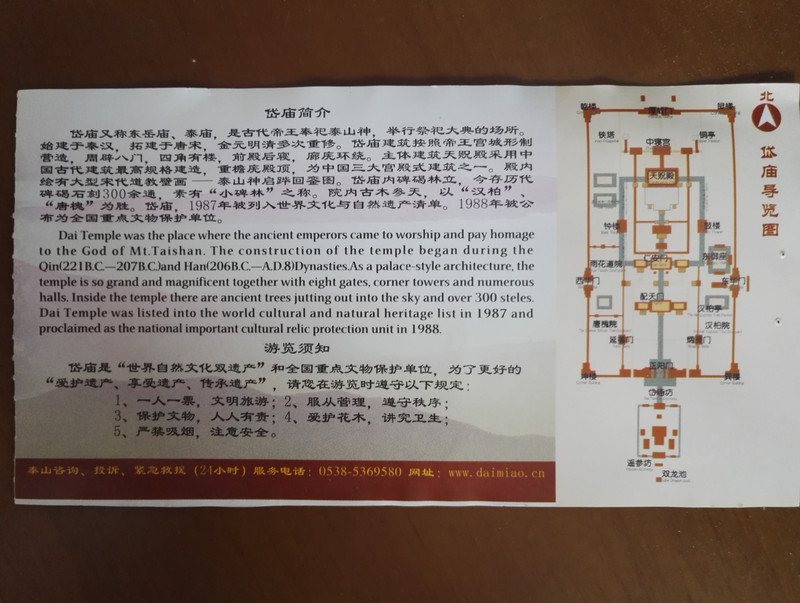 岱庙简介
岱庙又称东岳庙、泰庙，是古代帝王奉祀泰山神，举行祭祀大典的场所。
始建于秦汉，拓建于唐宋，金元明清多次重修。岱庙建筑按照帝王宫城形制
营造，周辟八门，四角有楼，前殿后寝，廊庑环绕。主体建筑天贶殿采用中
国古代建筑最高规格建造，重檐庑殿顶，为中国三大宫殿式建筑之一。殿内
绘有大型宋代道教壁画——泰山神启跸回銮图。岱庙内碑碣林立，今存历代
碑碣石刻300余通，素有“小碑林”之称。院内古木参天，以“汉柏”、
“唐槐”为胜。岱庙，1987年被列入世界文化与自然遗产清单。1988年被公
布为全国重点文物保护单位。
Dai Temple was the place where the ancient emperors came to worship and pay homage
to the God of Mt.Taishan. The construction of the temple began during the
Qin(221B.C.—207B.C.)and Han(206B.C.—A.D.8)Dynasties.As a palace-style architecture, the
temple is so grand and magnificent together with eight gates, corner towers and numerous
halls. Inside the temple there are ancient trees jutting out into the sky and over 300 steles.
Dai Temple was listed into the world cultural and natural heritage list in 1987 and
proclaimed as the national important cultural relic protection unit in 1988.
游览须知
岱庙是“世界自然文化双遗产”和全国重点文物保护单位，为了更好的
“爱护遗产、享受遗产、传承遗产”，请您在游览时遵守以下规定：
1、一人一票，文明旅游；2、服从管理，遵守秩序；
3、保护文物，人人有责；4、爱护花木，讲究卫生；
5、严禁吸烟，注意安全。
泰山咨询、投诉、紧急救援（24小时）服务电话：0538-5369580 网址：www.daimiao.cn
北
岱庙导览图
铁塔
中寝宫
铜亭
天贶殿
钟楼
鼓楼
雨花道院
仁安门
东御座
西华门
东华门
配天门
汉柏亭
唐槐院
汉柏院
延禧门
正阳门
岱庙坊
遥参坊
双龙池